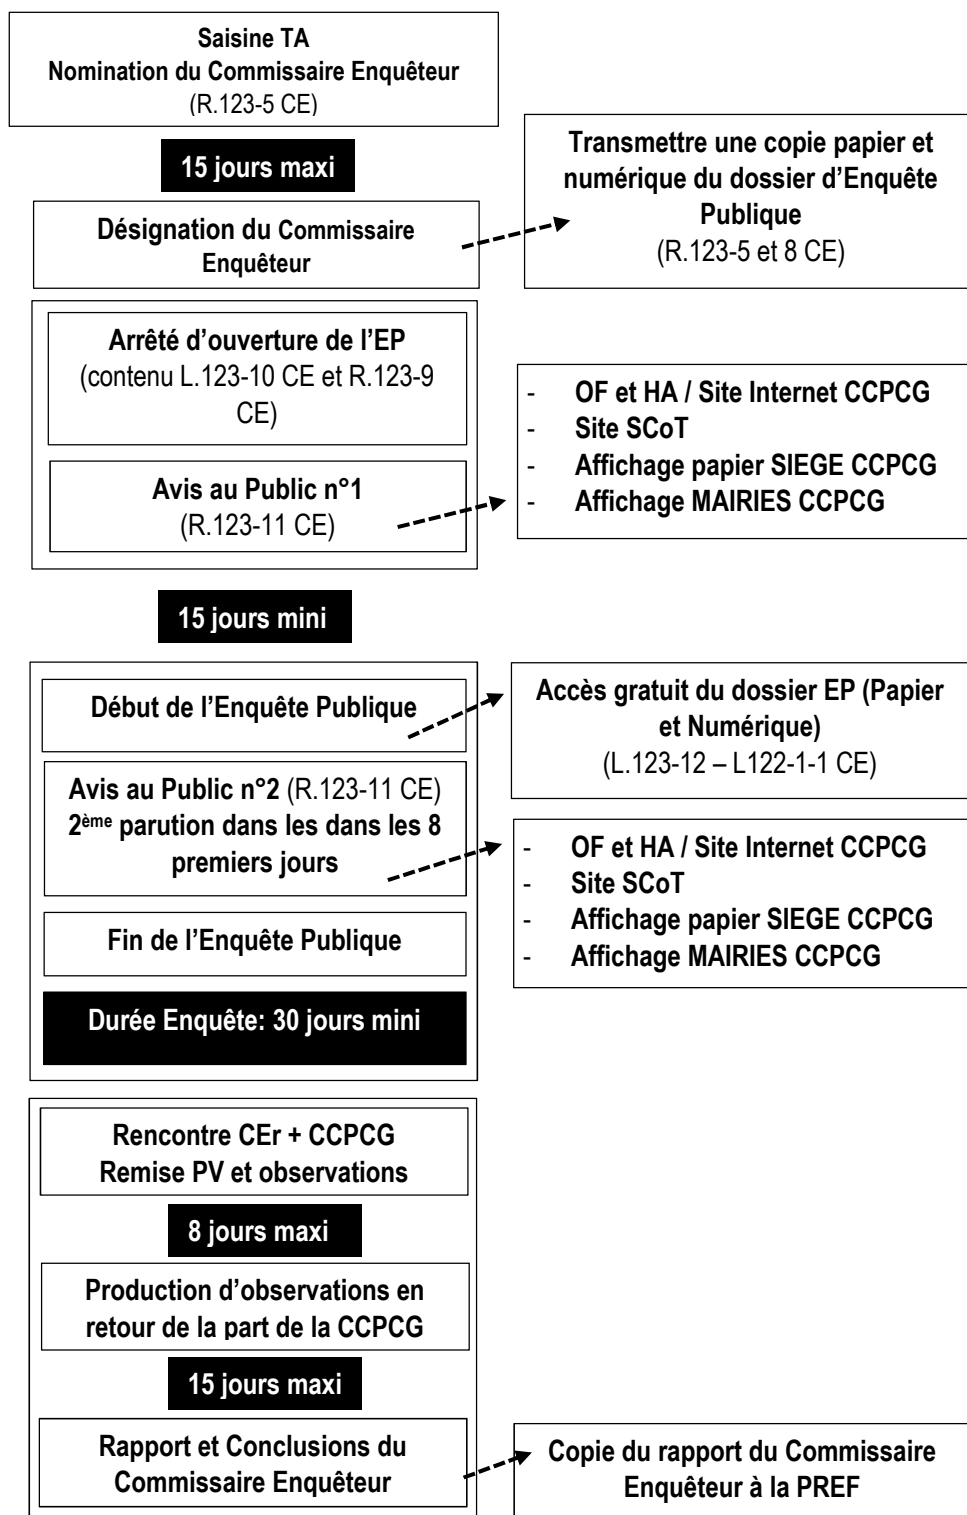 Saisine TA
Nomination du Commissaire Enquêteur
(R.123-5 CE)
15 jours maxi
Désignation du Commissaire
Enquêteur
Transmettre une copie papier et
numérique du dossier d’Enquête
Publique
(R.123-5 et 8 CE)
Arrêté d’ouverture de l’EP
(contenu L.123-10 CE et R.123-9
CE)
Avis au Public n°1
(R.123-11 CE)
- OF et HA / Site Internet CCPCG
- Site SCoT
- Affichage papier SIEGE CCPCG
- Affichage MAIRIES CCPCG
15 jours mini
Début de l’Enquête Publique
Accès gratuit du dossier EP (Papier
et Numérique)
(L.123-12 – L122-1-1 CE)
Avis au Public n°2 (R.123-11 CE)
2ème parution dans les dans les 8
premiers jours
- OF et HA / Site Internet CCPCG
- Site SCoT
- Affichage papier SIEGE CCPCG
- Affichage MAIRIES CCPCG
Fin de l’Enquête Publique
Durée Enquête: 30 jours mini
Rencontre CEr + CCPCG
Remise PV et observations
8 jours maxi
Production d’observations en
retour de la part de la CCPCG
15 jours maxi
Rapport et Conclusions du
Commissaire Enquêteur
Copie du rapport du Commissaire
Enquêteur à la PREF